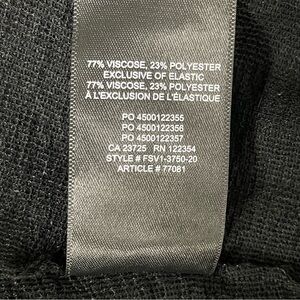 77% VISCOSE, 23% POLYESTER
EXCLUSIVE OF ELASTIC
77% VISCOSE, 23% POLYESTER
À L'EXCLUSION DE L'ÉLASTIQUE
PO 4500122355
PO 4500122356
PO 4500122357
CA 23725 RN 122354
STYLE # FSV1-3750-20
ARTICLE # 77081